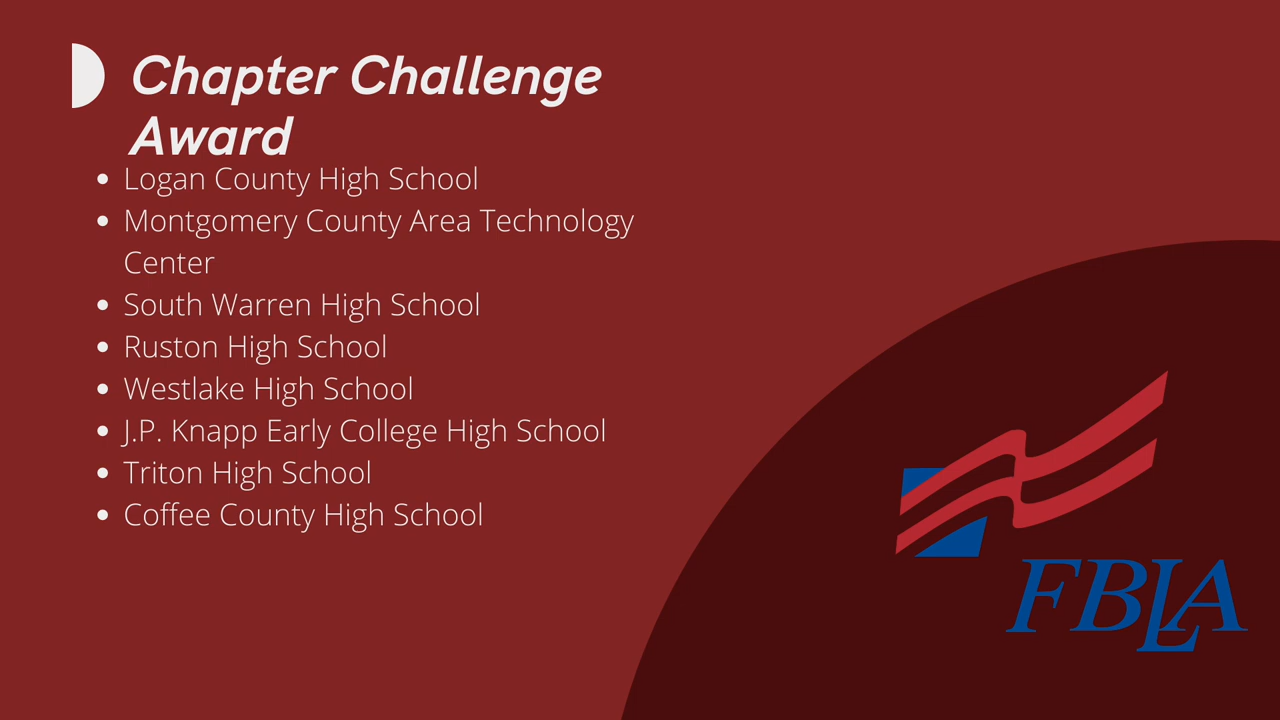 Chapter Challenge
Award
• Logan County High School
• Montgomery County Area Technology
Center
• South Warren High School
• Ruston High School
• Westlake High School
• J.P. Knapp Early College High School
• Triton High School
• Coffee County High School
FBLA